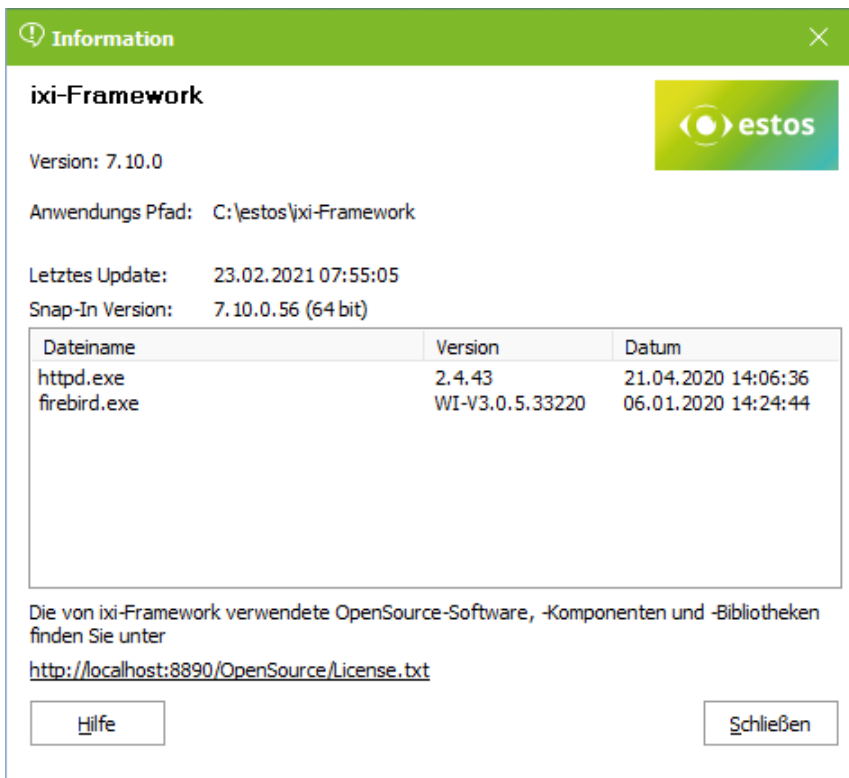 Information
ixi-Framework
estos
Version: 7.10.0
Anwendungs Pfad: C:\estos\ixi-Framework
Letztes Update: 23.02.2021 07:55:05
Snap-In Version: 7.10.0.56 (64 bit)
Dateiname Version Datum
httpd.exe 2.4.43 21.04.2020 14:06:36
firebird.exe WI-V3.0.5.33220 06.01.2020 14:24:44
Die von ixi-Framework verwendete OpenSource-Software, -Komponenten und -Bibliotheken
finden Sie unter
http://localhost:8890/OpenSource/License.txt
Hilfe Schließen